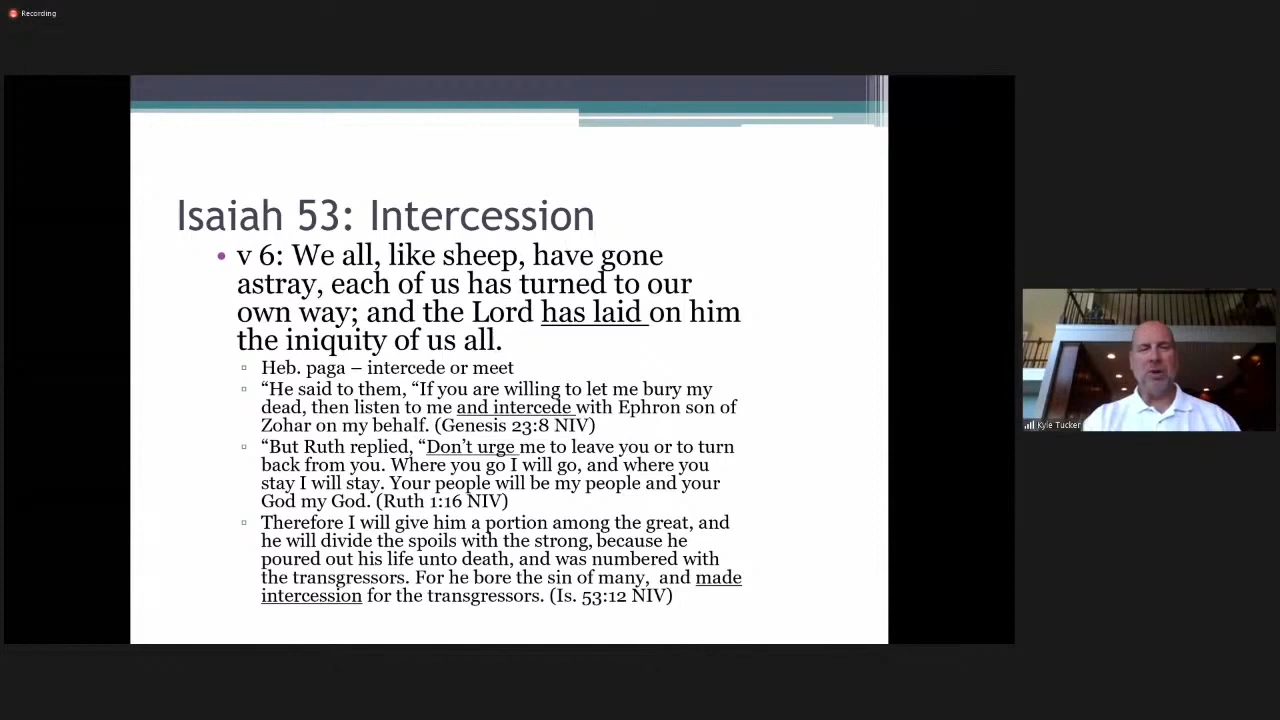 Recording
Isaiah 53: Intercession
• v 6: We all, like sheep, have gone
astray, each of us has turned to our
own way; and the Lord has laid on him
the iniquity of us all.
▫ Heb. paga – intercede or meet
▫ “He said to them, “If you are willing to let me bury my
dead, then listen to me and intercede with Ephron son of
Zohar on my behalf. (Genesis 23:8 NIV)
▫ “But Ruth replied, “Don’t urge me to leave you or to turn
back from you. Where you go I will go, and where you
stay I will stay. Your people will be my people and your
God my God. (Ruth 1:16 NIV)
▫ Therefore I will give him a portion among the great, and
he will divide the spoils with the strong, because he
poured out his life unto death, and was numbered with
the transgressors. For he bore the sin of many,  and made
intercession for the transgressors. (Is. 53:12 NIV)
Kyle Tucker